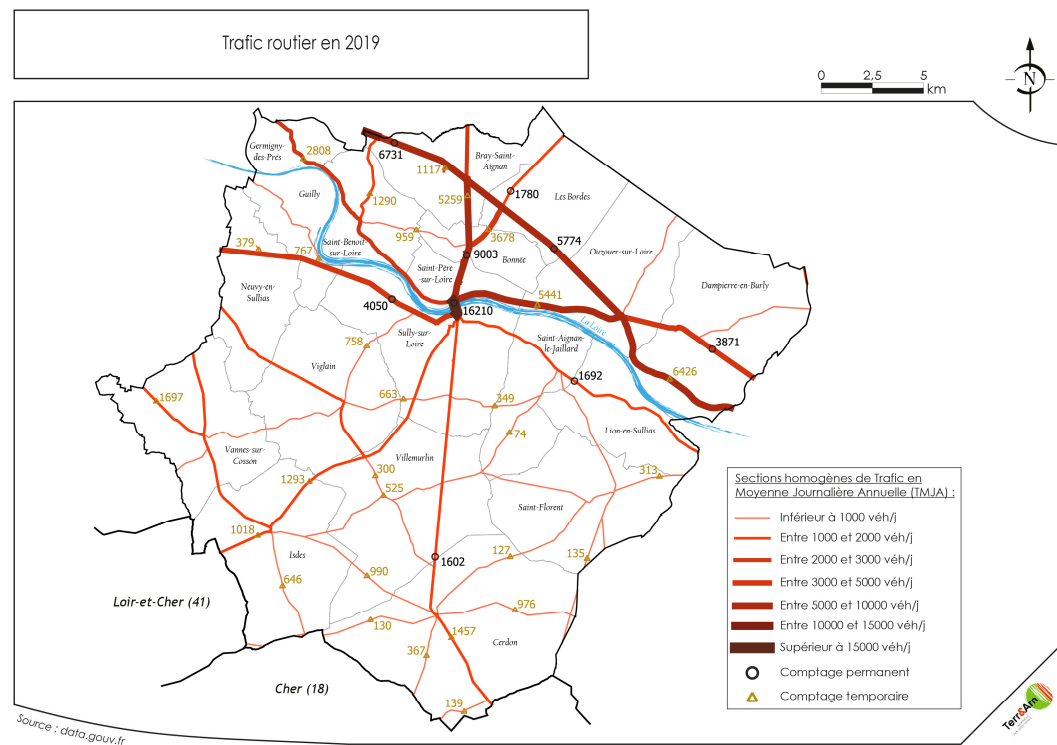 Trafic routier en 2019
0 2,5 5
km
N
Germigny-
des-Prés
2808
6731
1117
Bray-Saint-
Aignan
Guilly
1290
5259
1780
Les Bordes
379
767
Saint-Benoit
-sur-Loire
959
3678
9003
Bonnée
5774
Ouzouer-sur-Loire
Neuvy-en-
Sullias
Saint-Père
-sur-Loire
Dampierre-en-Burly
4050
16210
5441
La Loire
Sully-sur-
Loire
Saint-Aignan-
le-Jaillard
758
3871
Viglain
1692
6426
1697
663
349
74
Lion-en-Sullias
Vannes-sur-
Cosson
Villemurlin
300
313
1293
525
Saint-Florent
1018
Isdes
1602
127
135
646
990
976
130
1457
Cerdon
367
139
Loir-et-Cher (41)
Cher (18)
Sections homogènes de Trafic en
Moyenne Journalière Annuelle (TMJA) :
Inférieur à 1000 véh/j
Entre 1000 et 2000 véh/j
Entre 2000 et 3000 véh/j
Entre 3000 et 5000 véh/j
Entre 5000 et 10000 véh/j
Entre 10000 et 15000 véh/j
Supérieur à 15000 véh/j
Comptage permanent
Comptage temporaire
Source : data.gouv.fr
Terr&Am